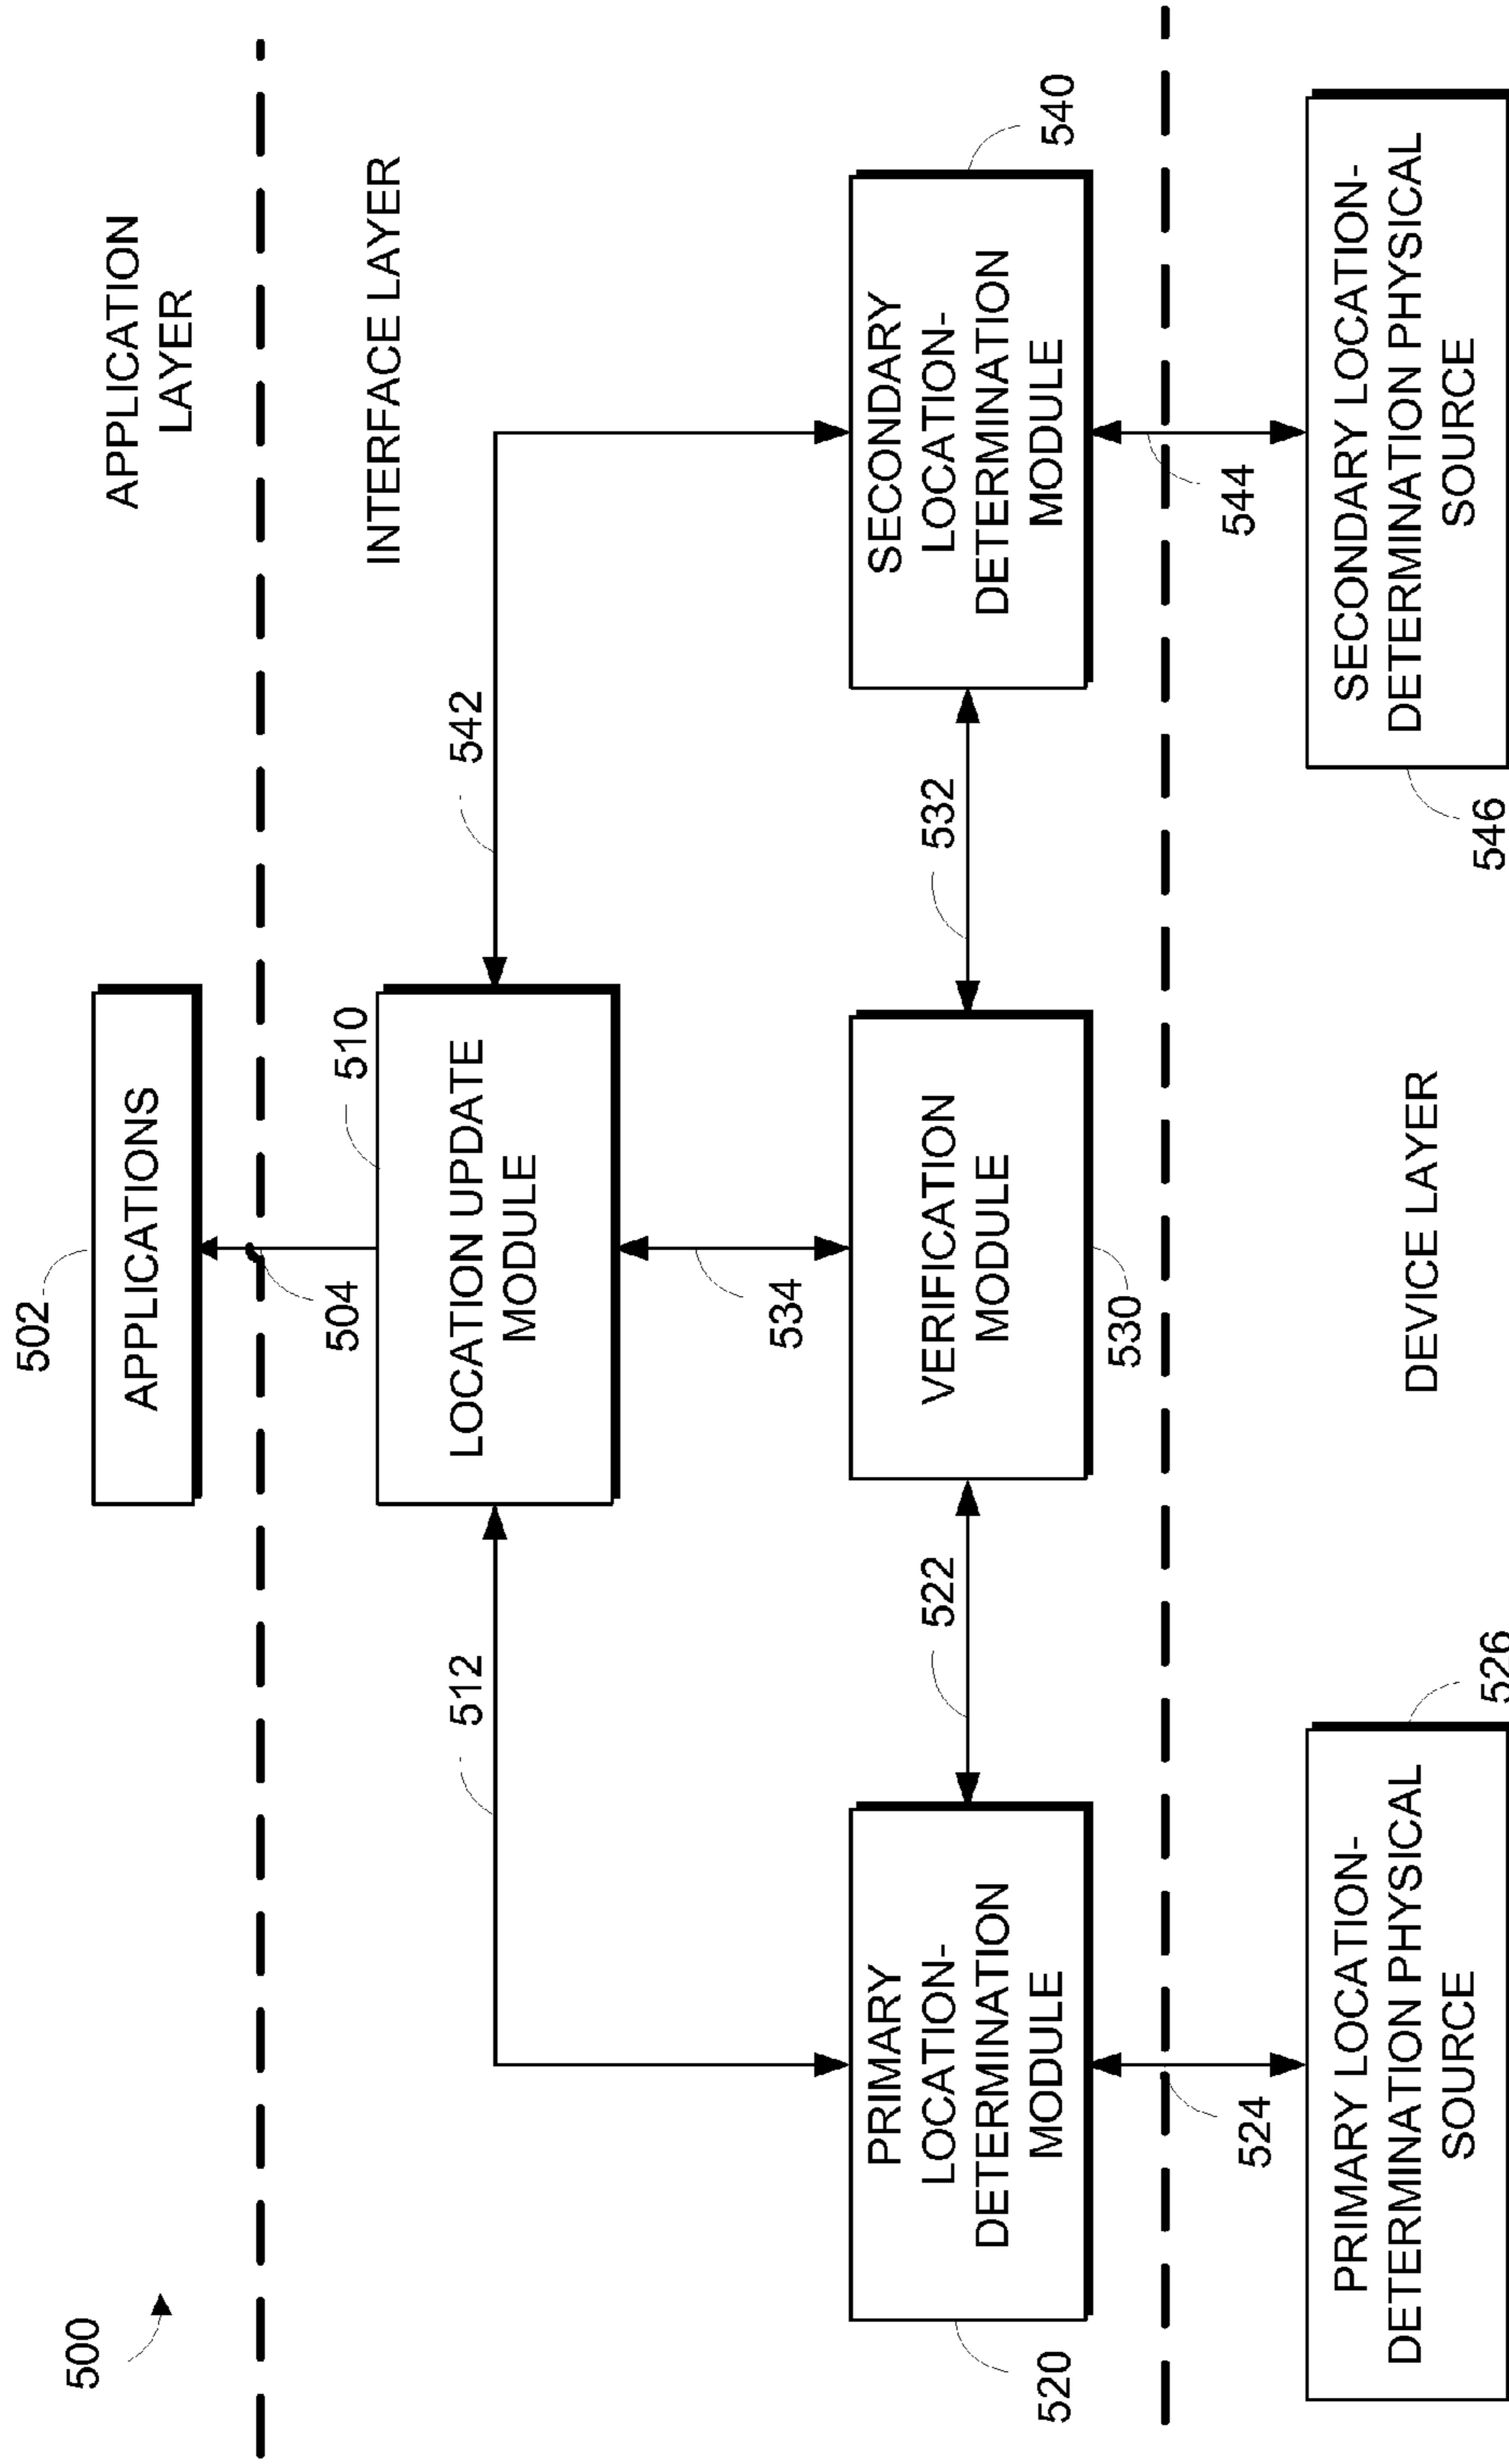 500
502
APPLICATIONS
APPLICATION
LAYER
504
INTERFACE LAYER
510
LOCATION UPDATE
MODULE
512
542
534
520
PRIMARY
LOCATION-
DETERMINATION
MODULE
522
VERIFICATION
MODULE
530
532
SECONDARY
LOCATION-
DETERMINATION
MODULE
540
524
544
PRIMARY LOCATION-
DETERMINATION PHYSICAL
SOURCE
526
DEVICE LAYER
546
SECONDARY LOCATION-
DETERMINATION PHYSICAL
SOURCE